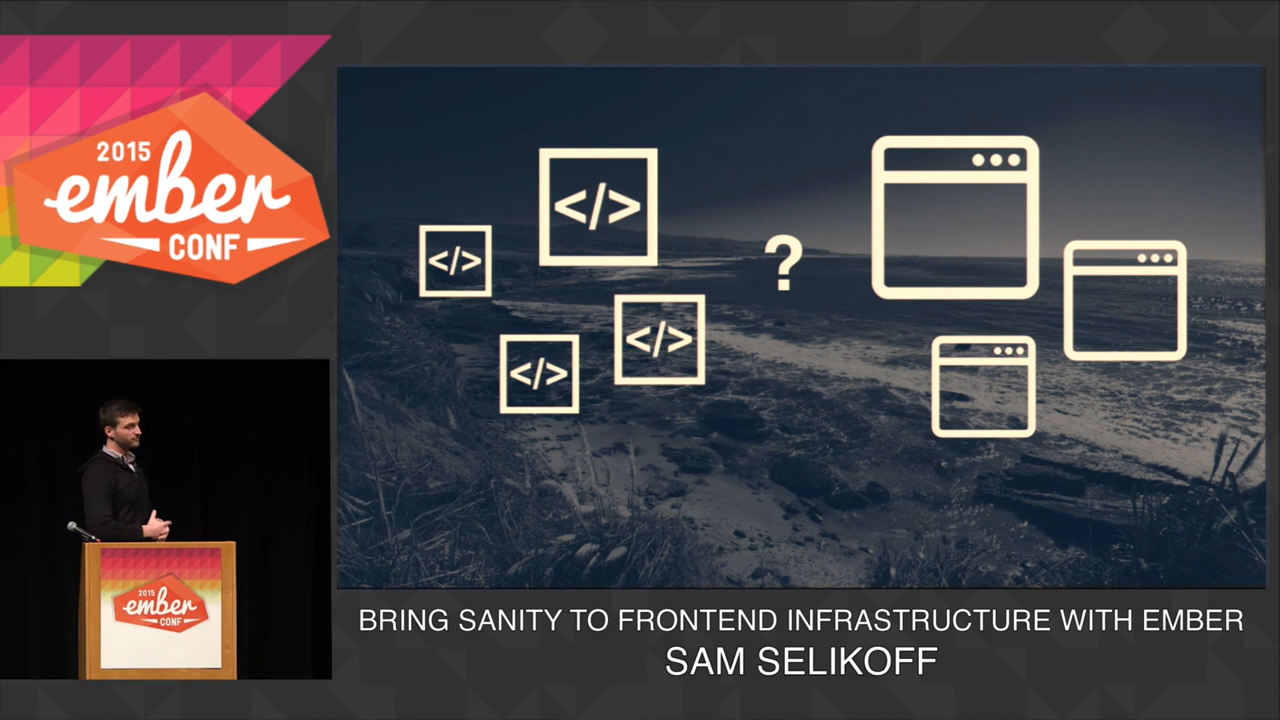 2015
ember
CONF
</>
</>
?
</>
</>
2015
ember
CONF
BRING SANITY TO FRONTEND INFRASTRUCTURE WITH EMBER
SAM SELIKOFF